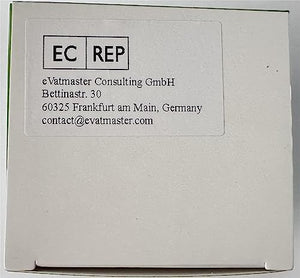 EC REP
eVatmaster Consulting GmbH
Bettinastr. 30
60325 Frankfurt am Main, Germany
contact@evatmaster.com